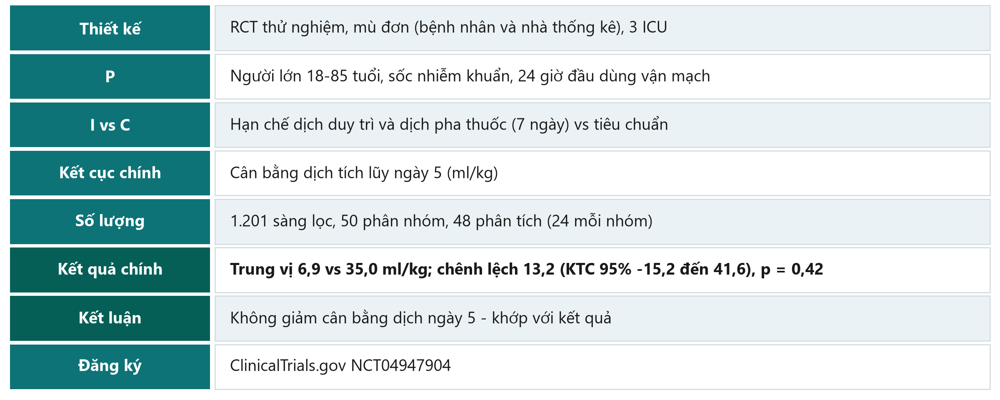 Thiết kế
RCT thử nghiệm, mù đơn (bệnh nhân và nhà thống kê), 3 ICU
P
Người lớn 18-85 tuổi, sốc nhiễm khuẩn, 24 giờ đầu dùng vận mạch
I vs C
Hạn chế dịch duy trì và dịch pha thuốc (7 ngày) vs tiêu chuẩn
Kết cục chính
Cân bằng dịch tích lũy ngày 5 (ml/kg)
Số lượng
1.201 sàng lọc, 50 phân nhóm, 48 phân tích (24 mỗi nhóm)
Kết quả chính
Trung vị 6,9 vs 35,0 ml/kg; chênh lệch 13,2 (KTC 95% -15,2 đến 41,6), p = 0,42
Kết luận
Không giảm cân bằng dịch ngày 5 - khớp với kết quả
Đăng ký
ClinicalTrials.gov NCT04947904